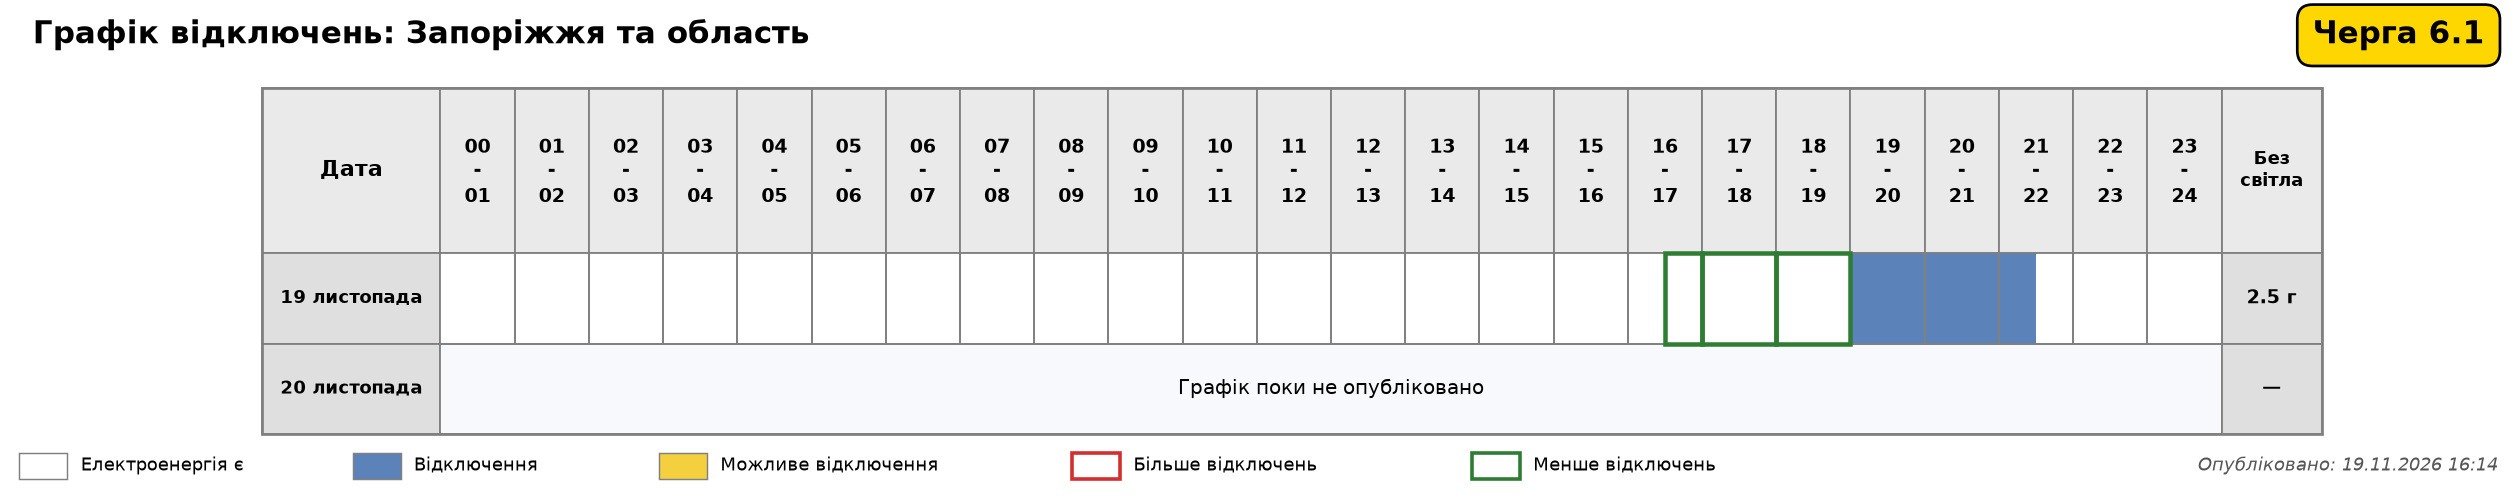 Графік відключень: Запоріжжя та область
Черга 6.1
Дата
00 - 01
01 - 02
02 - 03
03 - 04
04 - 05
05 - 06
06 - 07
07 - 08
08 - 09
09 - 10
10 - 11
11 - 12
12 - 13
13 - 14
14 - 15
15 - 16
16 - 17
17 - 18
18 - 19
19 - 20
20 - 21
21 - 22
22 - 23
23 - 24
Без
світла
19 листопада
2.5 г
20 листопада
Графік поки не опубліковано
—
Електроенергія є
Відключення
Можливе відключення
Більше відключень
Менше відключень
Опубліковано: 19.11.2026 16:14